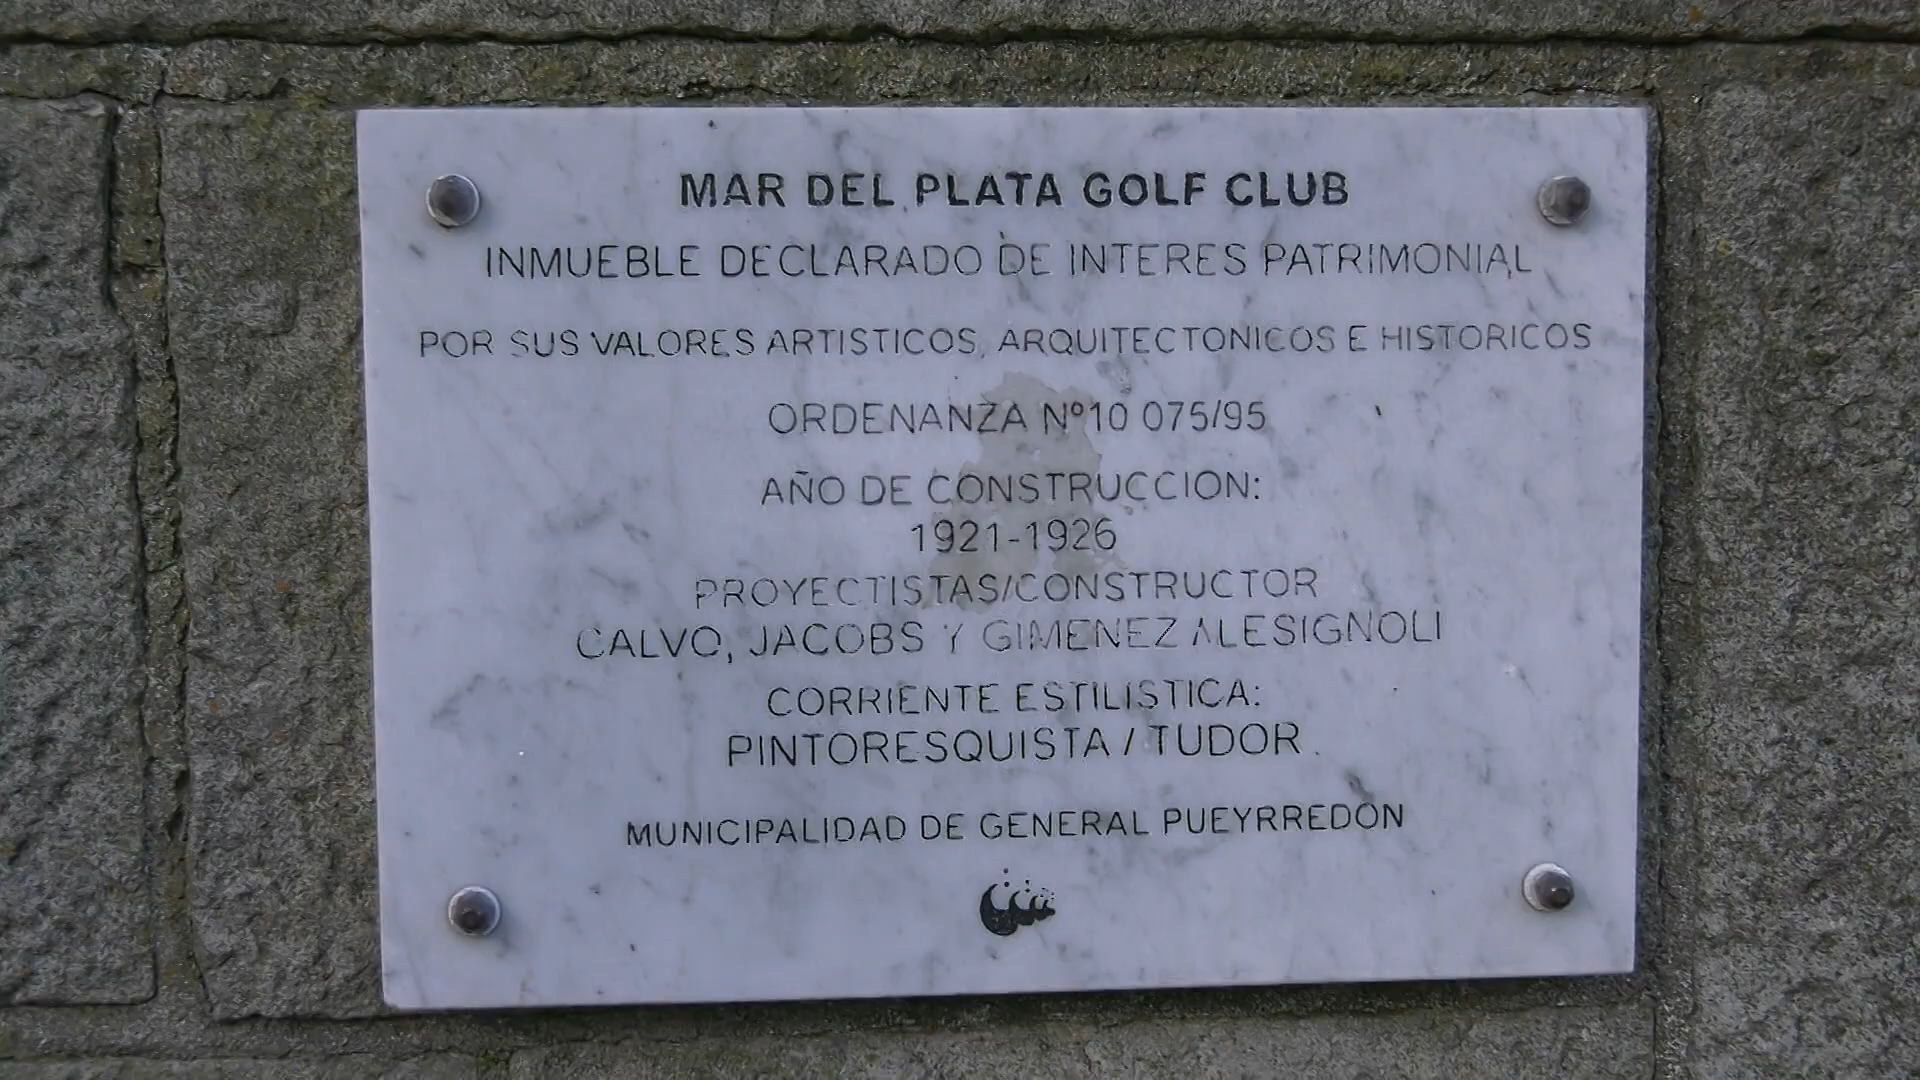 MAR DEL PLATA GOLF CLUB
INMUEBLE DECLARADO DE INTERES PATRIMONIAL
POR SUS VALORES ARTISTICOS, ARQUITECTONICOS E HISTORICOS
ORDENANZA Nº10 075/95
AÑO DE CONSTRUCCION:
1921-1926
PROYECTISTAS/CONSTRUCTOR
CALVO, JACOBS Y GIMENEZ ALESIGNOLI
CORRIENTE ESTILISTICA:
PINTORESQUISTA / TUDOR
MUNICIPALIDAD DE GENERAL PUEYRREDON